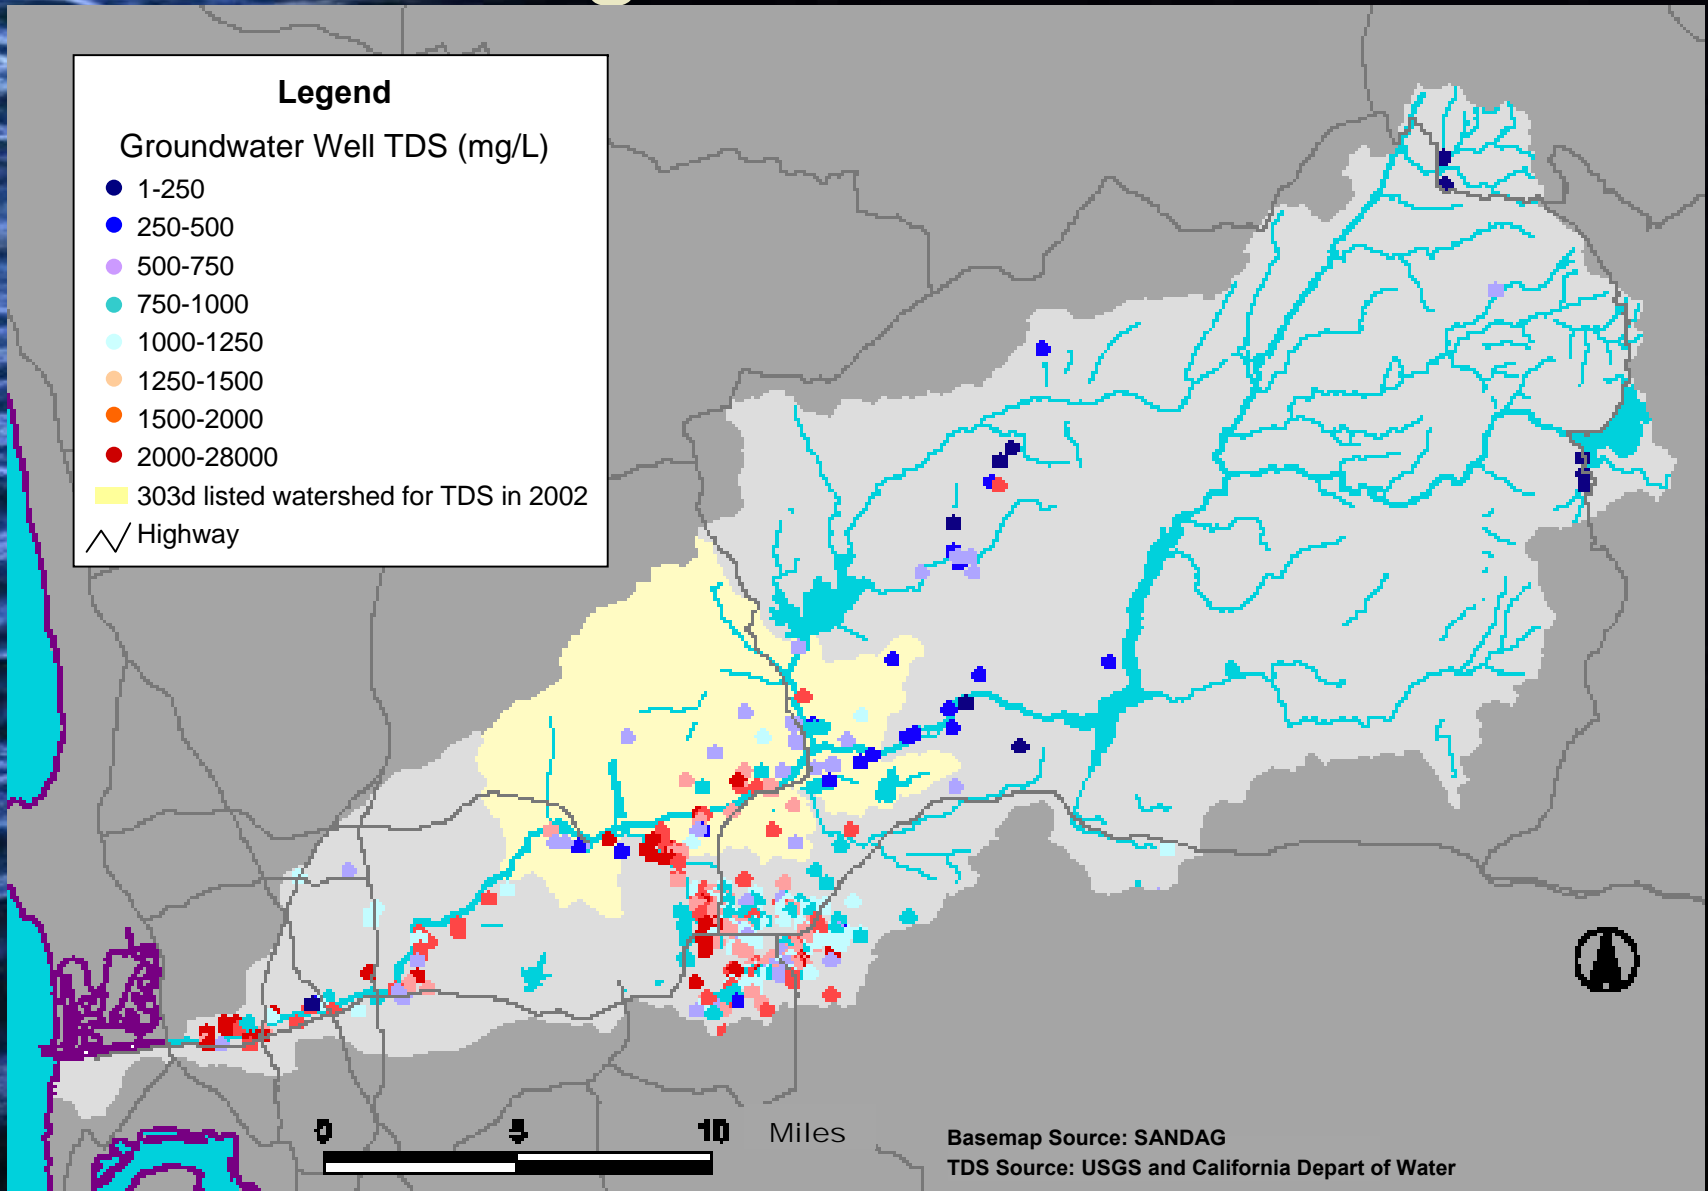 Legend
Groundwater Well TDS (mg/L)
1-250
250-500
500-750
750-1000
1000-1250
1250-1500
1500-2000
2000-28000
303d listed watershed for TDS in 2002
Highway
0 5 10 Miles
Basemap Source: SANDAG
TDS Source: USGS and California Depart of Water